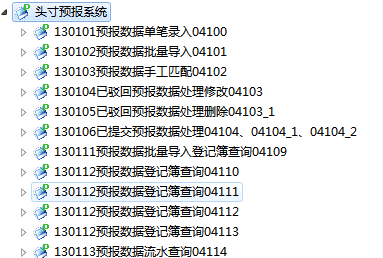 头寸预报系统
130101预报数据单笔录入04100
130102预报数据批量导入04101
130103预报数据手工匹配04102
130104已驳回预报数据处理修改04103
130105已驳回预报数据处理删除04103_1
130106已提交预报数据处理04104、04104_1、04104_2
130111预报数据批量导入登记簿查询04109
130112预报数据登记簿查询04110
130112预报数据登记簿查询04111
130112预报数据登记簿查询04112
130112预报数据登记簿查询04113
130113预报数据流水查询04114